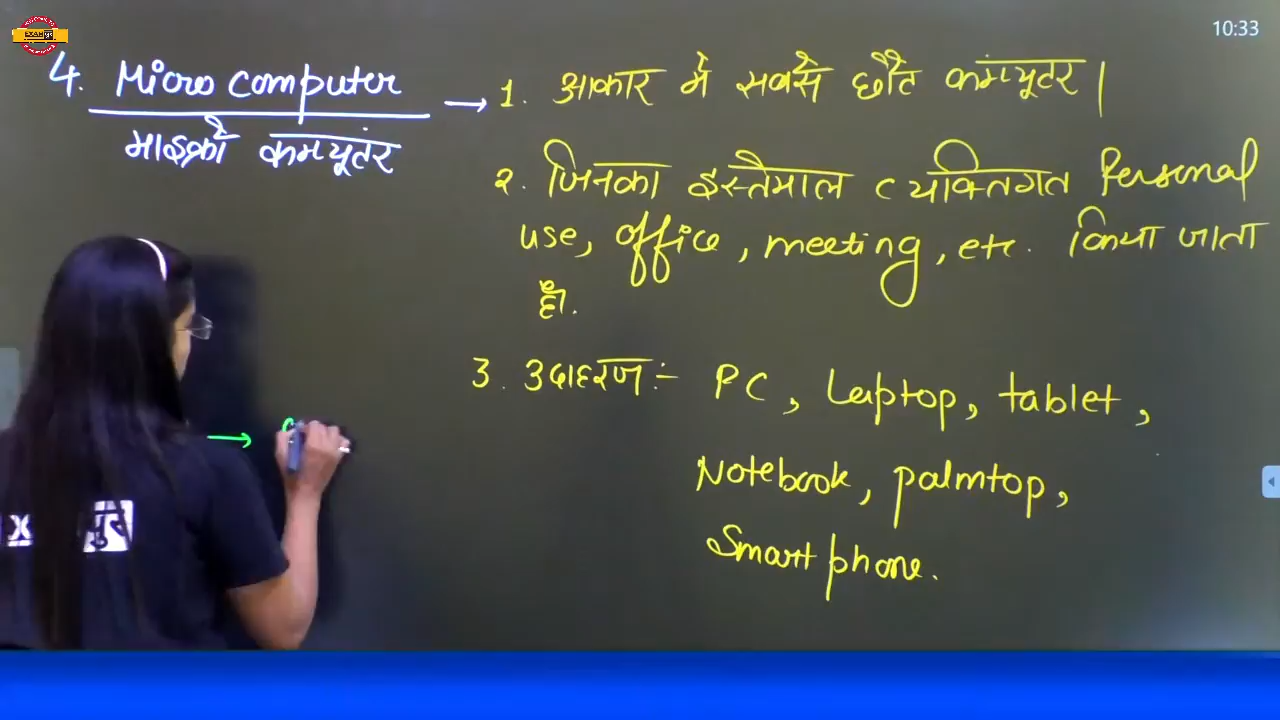 10:33
4. Micro computer
माइक्रो कम्प्यूटर
1. आकार मे सबसे छोटे कम्प्यूटर |
2. जिनका इस्तेमाल व्यक्तिगत Personal
use, office, meeting, etc. किया जाता
हैं.
3. उदाहरण :- PC, Laptop, tablet,
Notebook, palmtop,
Smart phone.